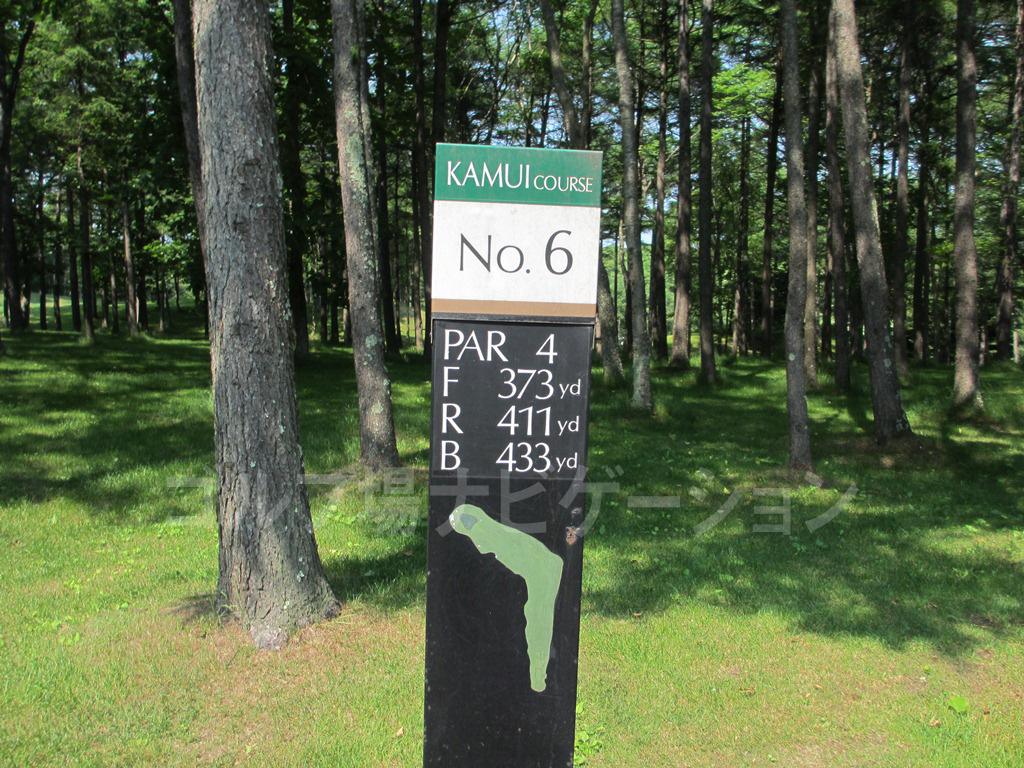 KAMUI COURSE
No. 6
PAR 4
F 373 yd
R 411 yd
B 433 yd
ゴルフ場ナビゲーション